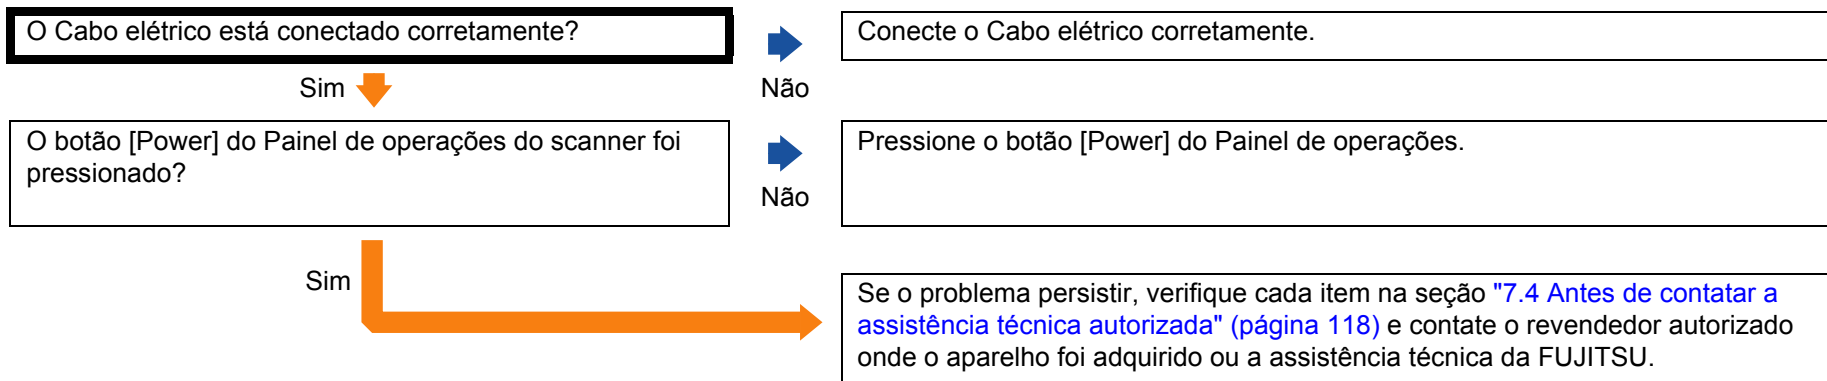 O Cabo elétrico está conectado corretamente?
Conecte o Cabo elétrico corretamente.
Sim
Não
O botão [Power] do Painel de operações do scanner foi
pressionado?
Pressione o botão [Power] do Painel de operações.
Não
Sim
Se o problema persistir, verifique cada item na seção "7.4 Antes de contatar a
assistência técnica autorizada" (página 118) e contate o revendedor autorizado
onde o aparelho foi adquirido ou a assistência técnica da FUJITSU.